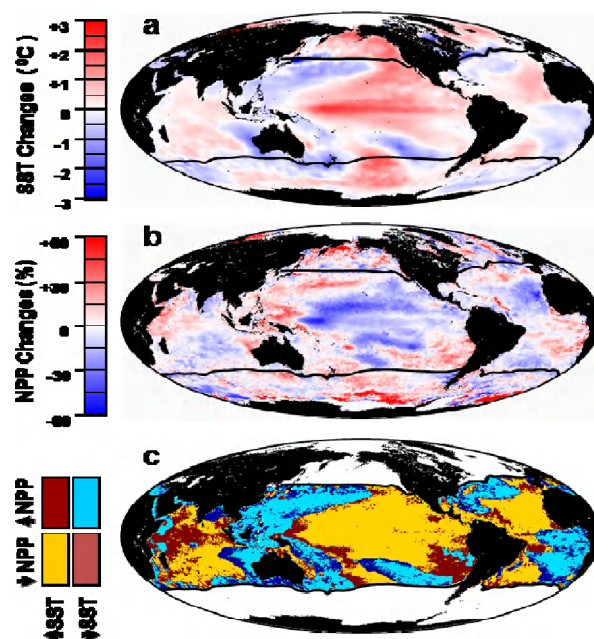 a
SST Changes (ºC)
+3
+2
+1
0
-1
-2
-3
b
NPP Changes (%)
+60
+30
0
-30
-60
c
↑NPP
↓NPP
↑SST
↓SST